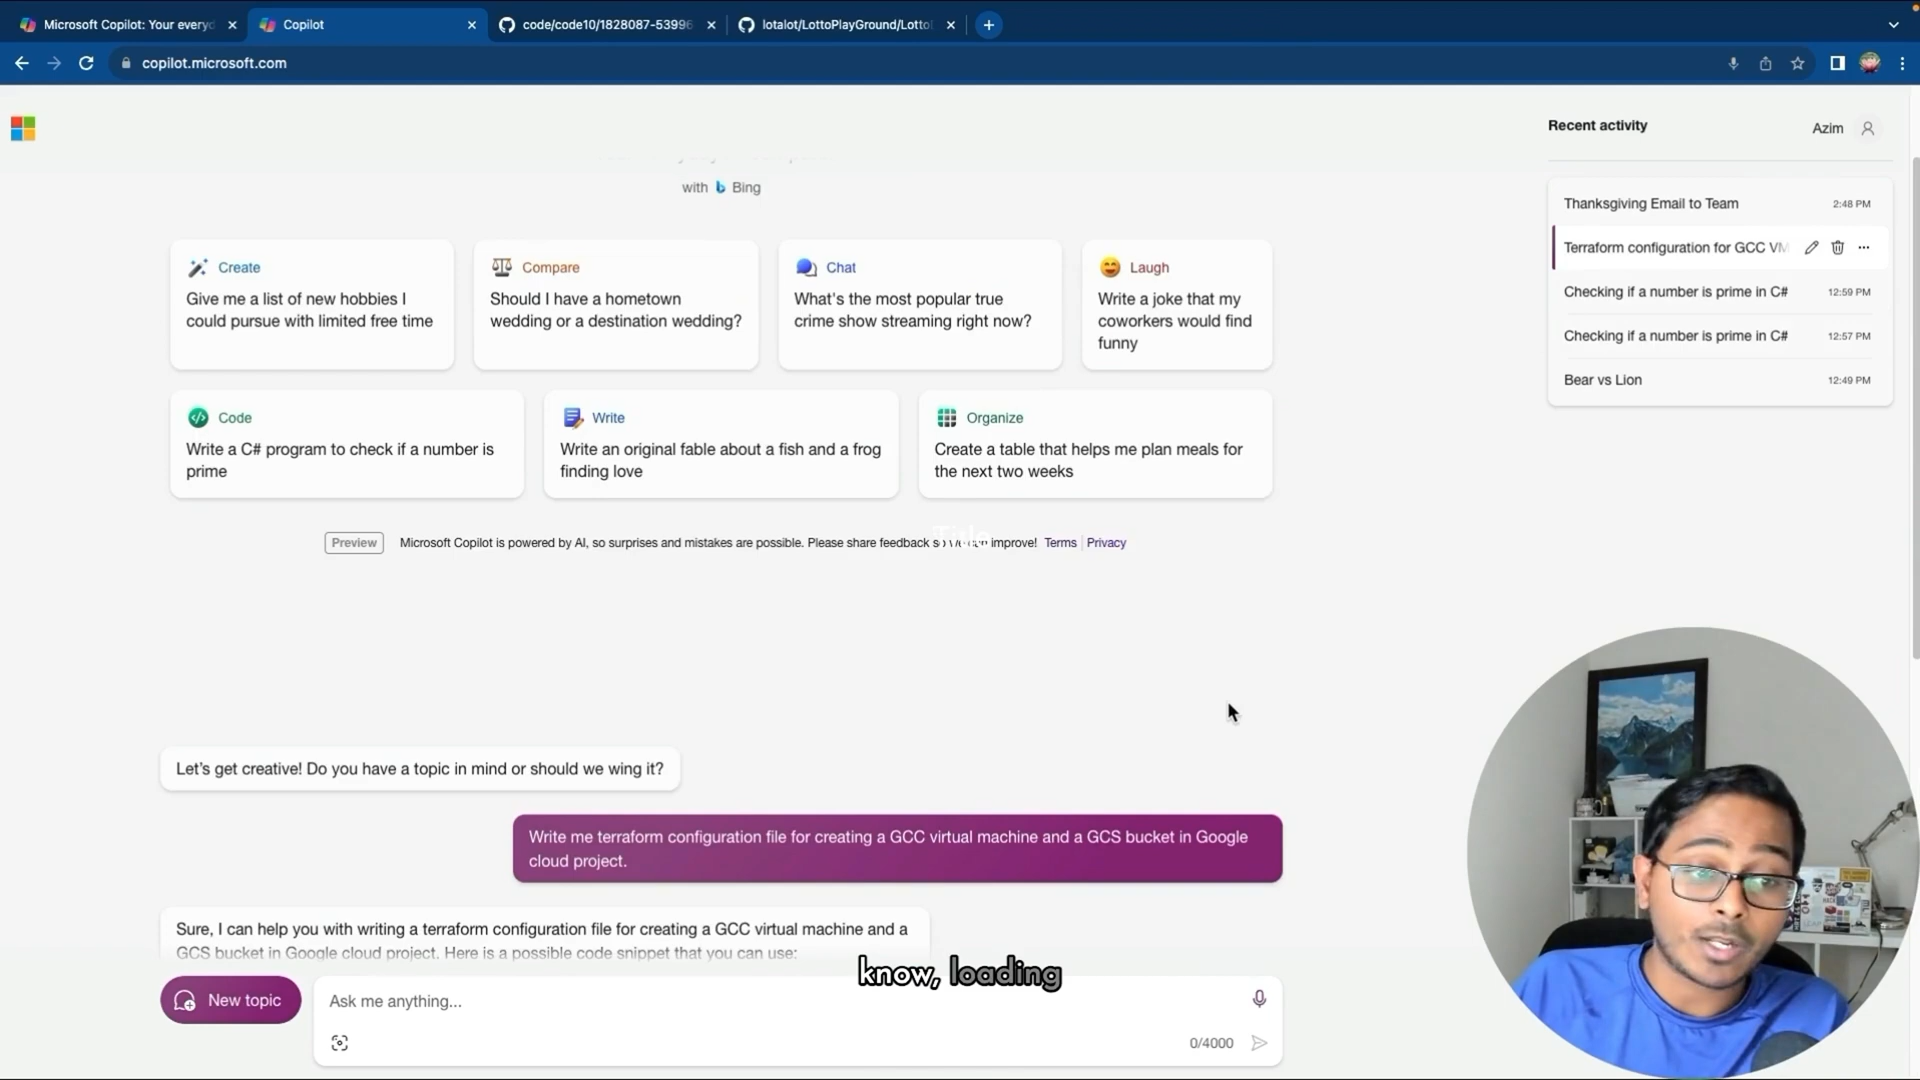 Microsoft Copilot: Your everyd
Copilot
code/code10/1828087-53996
lotalot/LottoPlayGround/Lotto
copilot.microsoft.com
Recent activity
Azim
with Bing
Thanksgiving Email to Team
2:48 PM
Terraform configuration for GCC VM
Checking if a number is prime in C#
12:59 PM
Checking if a number is prime in C#
12:57 PM
Bear vs Lion
12:49 PM
Create
Give me a list of new hobbies I
could pursue with limited free time
Compare
Should I have a hometown
wedding or a destination wedding?
Chat
What's the most popular true
crime show streaming right now?
Laugh
Write a joke that my
coworkers would find
funny
Code
Write a C# program to check if a number is
prime
Write
Write an original fable about a fish and a frog
finding love
Organize
Create a table that helps me plan meals for
the next two weeks
Title
Preview
Microsoft Copilot is powered by AI, so surprises and mistakes are possible. Please share feedback so we can improve! Terms Privacy
Let's get creative! Do you have a topic in mind or should we wing it?
Write me terraform configuration file for creating a GCC virtual machine and a GCS bucket in Google
cloud project.
Sure, I can help you with writing a terraform configuration file for creating a GCC virtual machine and a
GCS bucket in Google cloud project. Here is a possible code snippet that you can use:
know, loading
New topic
Ask me anything...
0/4000